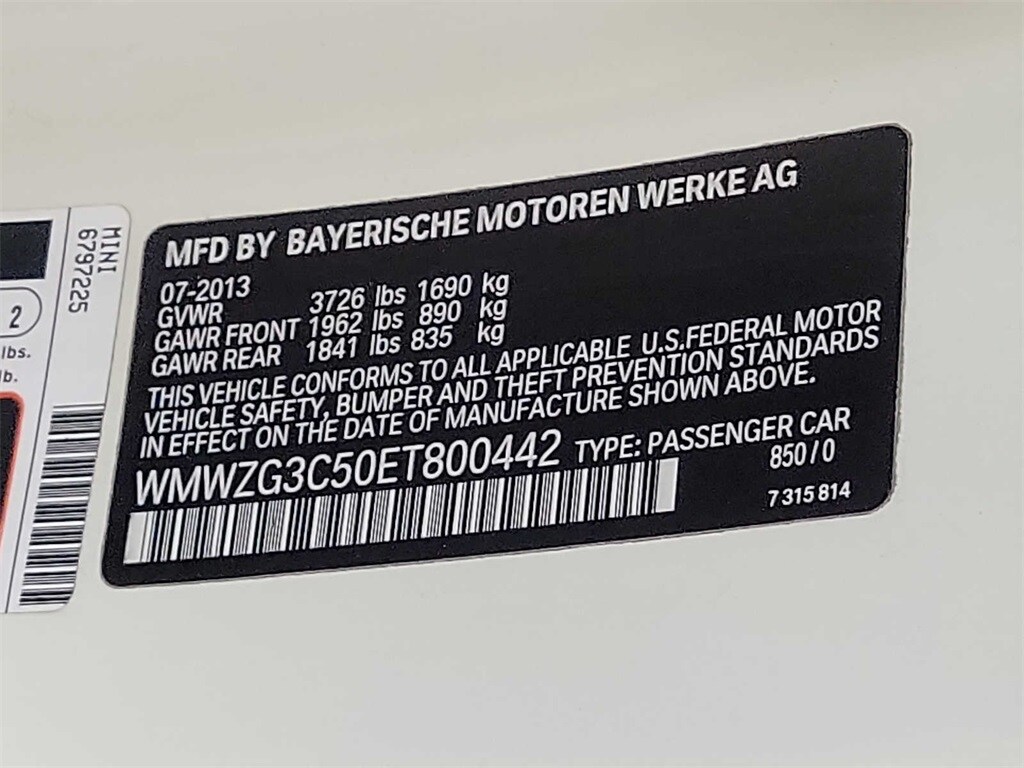 MINI
6797225
2
lbs.
lb.
MFD BY BAYERISCHE MOTOREN WERKE AG
07-2013
GVWR 3726 lbs 1690 kg
GAWR FRONT 1962 lbs 890 kg
GAWR REAR 1841 lbs 835 kg
THIS VEHICLE CONFORMS TO ALL APPLICABLE U.S.FEDERAL MOTOR
VEHICLE SAFETY, BUMPER AND THEFT PREVENTION STANDARDS
IN EFFECT ON THE DATE OF MANUFACTURE SHOWN ABOVE.
WMWZG3C50ET800442 TYPE: PASSENGER CAR
850/0
7 315 814